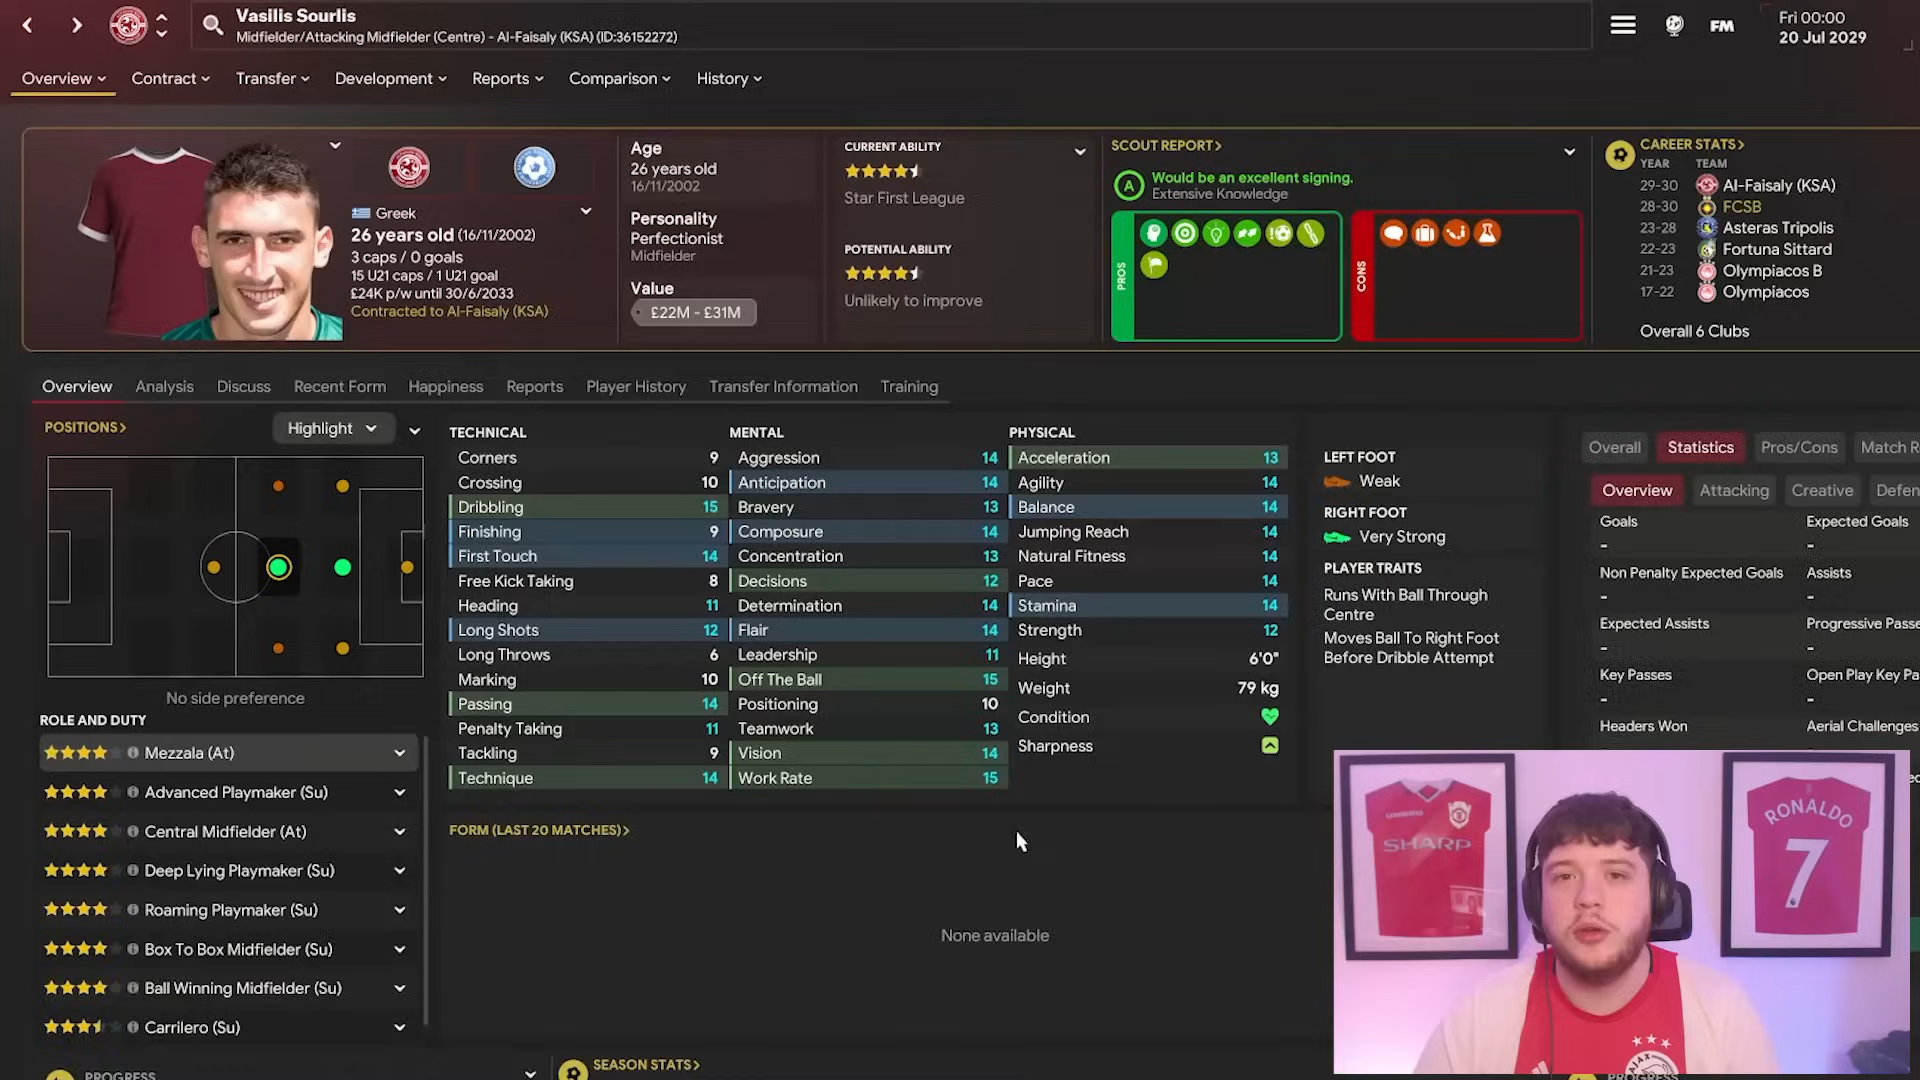 Vasilis Sourlis
Midfielder/Attacking Midfielder (Centre) - Al-Faisaly (KSA) (ID:36152272)
FM
Fri 00:00
20 Jul 2029
Overview
Contract
Transfer
Development
Reports
Comparison
History
Greek
26 years old (16/11/2002)
3 caps / 0 goals
15 U21 caps / 1 U21 goal
£24K p/w until 30/6/2033
Contracted to Al-Faisaly (KSA)
Age
26 years old
16/11/2002
Personality
Perfectionist
Midfielder
Value
£22M - £31M
CURRENT ABILITY
Star First League
POTENTIAL ABILITY
Unlikely to improve
SCOUT REPORT>
A
Would be an excellent signing.
Extensive Knowledge
PROS
CONS
CAREER STATS>
YEAR TEAM
29-30 Al-Faisaly (KSA)
28-30 FCSB
23-28 Asteras Tripolis
22-23 Fortuna Sittard
21-23 Olympiacos B
17-22 Olympiacos
Overall 6 Clubs
Overview Analysis Discuss Recent Form Happiness Reports Player History Transfer Information Training
POSITIONS>
Highlight
No side preference
ROLE AND DUTY
Mezzala (At)
Advanced Playmaker (Su)
Central Midfielder (At)
Deep Lying Playmaker (Su)
Roaming Playmaker (Su)
Box To Box Midfielder (Su)
Ball Winning Midfielder (Su)
Carrilero (Su)
PROGRESS
TECHNICAL
Corners 9
Crossing 10
Dribbling 15
Finishing 9
First Touch 14
Free Kick Taking 8
Heading 11
Long Shots 12
Long Throws 6
Marking 10
Passing 14
Penalty Taking 11
Tackling 9
Technique 14
MENTAL
Aggression 14
Anticipation 14
Bravery 13
Composure 14
Concentration 13
Decisions 12
Determination 14
Flair 14
Leadership 11
Off The Ball 15
Positioning 10
Teamwork 13
Vision 14
Work Rate 15
PHYSICAL
Acceleration 13
Agility 14
Balance 14
Jumping Reach 14
Natural Fitness 14
Pace 14
Stamina 14
Strength 12
Height 6'0"
Weight 79 kg
Condition
Sharpness
FORM (LAST 20 MATCHES)>
None available
SEASON STATS>
LEFT FOOT
Weak
RIGHT FOOT
Very Strong
PLAYER TRAITS
Runs With Ball Through
Centre
Moves Ball To Right Foot
Before Dribble Attempt
Overall Statistics Pros/Cons Match R
Overview Attacking Creative Defen
Goals Expected Goals
- -
Non Penalty Expected Goals Assists
- -
Expected Assists Progressive Passe
- -
Key Passes Open Play Key Pa
- -
Headers Won Aerial Challenges
UMBRO
SHARP
RONALDO
7
AJAX
PROGRESS